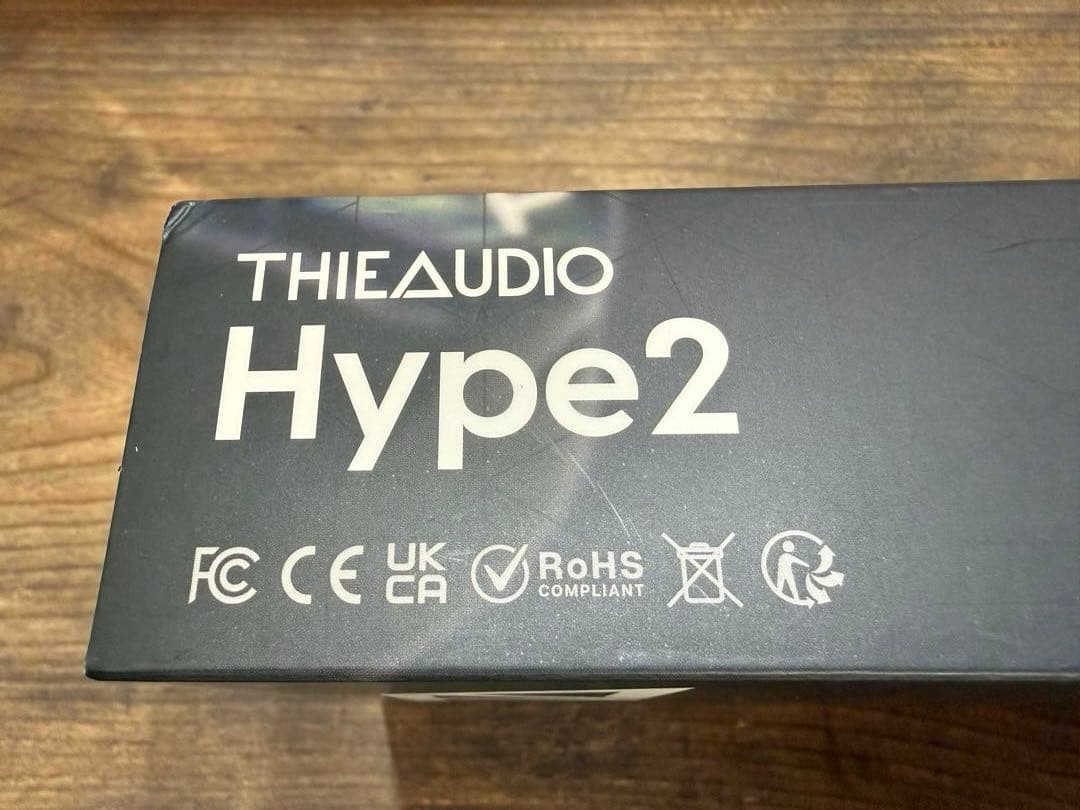 THIEAUDIO
Hype2
FC CE UK CA RoHS COMPLIANT